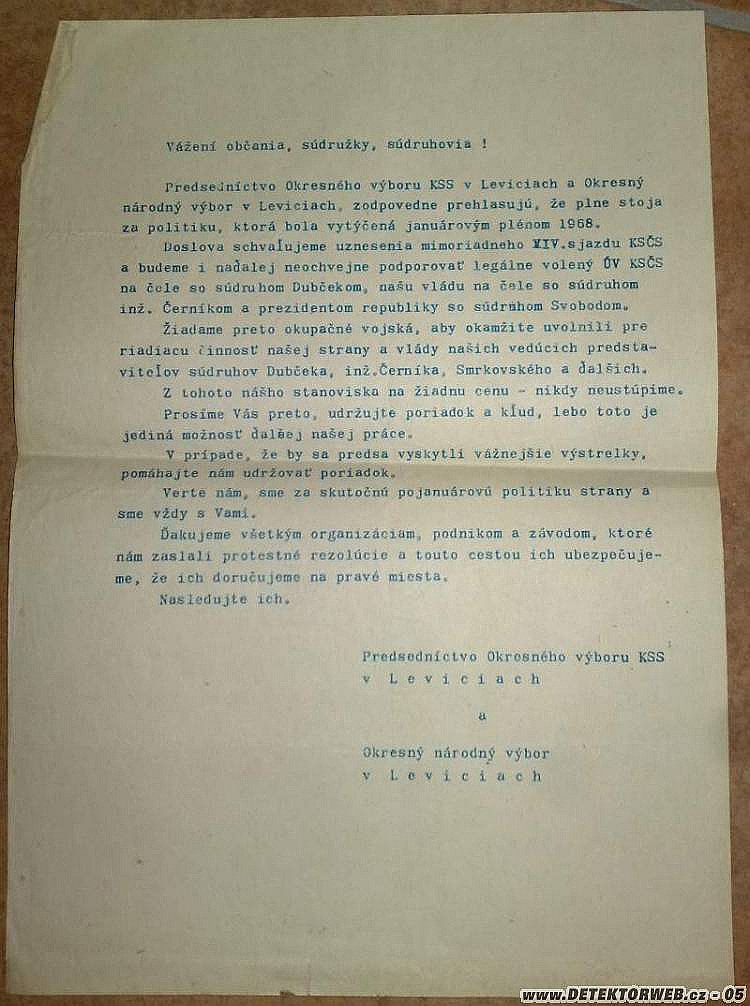 Vážení občania, súdružky, súdruhovia !
Predsedníctvo Okresného výboru KSS v Leviciach a Okresný
národný výbor v Leviciach, zodpovedne prehlasujú, že plne stoja
za politiku, ktorá bola vytýčená januárovým plénom 1968.
Doslova schvaľujeme uznesenia mimoriadneho XIV.sjazdu KSČS
a budeme i naďalej neochvejne podporovať legálne volený ÚV KSČS
na čele so súdruhom Dubčekom, našu vládu na čele so súdruhom
inž. Černíkom a prezidentom republiky so súdruhom Svobodom.
Žiadame preto okupačné vojská, aby okamžite uvolnili pre
riadiacu činnosť našej strany a vlády našich vedúcich predsta-
viteľov súdruhov Dubčeka, inž.Černíka, Smrkovského a ďalšich.
Z tohoto nášho stanoviska na žiadnu cenu - nikdy neustúpime.
Prosíme Vás preto, udržujte poriadok a kľud, lebo toto je
jediná možnosť ďalšej našej práce.
V prípade, že by sa predsa vyskytli vážnejšie výstrelky,
pomáhajte nám udržovať poriadok.
Verte nám, sme za skutočnú pojanuárovú politiku strany a
sme vždy s Vami.
Ďakujeme všetkým organizáciam, podnikom a závodom, ktoré
nám zaslali protestné rezolúcie a touto cestou ich ubezpečuje-
me, že ich doručujeme na pravé miesta.
Nasledujte ich.
Predsedníctvo Okresného výboru KSS
v L e v i c i a c h
a
Okresný národný výbor
v L e v i c i a c h
www.DETEKTORWEB.cz - 05